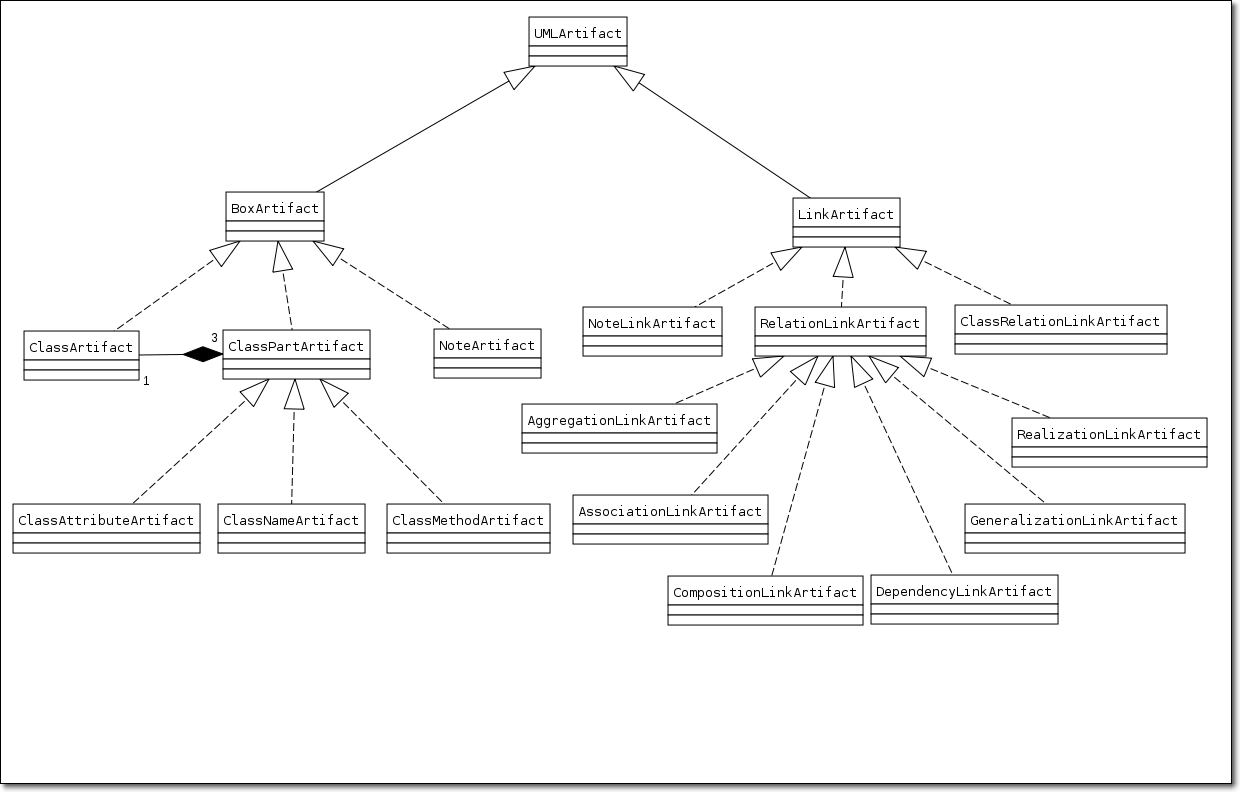 UMLArtifact
BoxArtifact
LinkArtifact
ClassArtifact
3
1
ClassPartArtifact
NoteArtifact
NoteLinkArtifact
RelationLinkArtifact
ClassRelationLinkArtifact
AggregationLinkArtifact
RealizationLinkArtifact
ClassAttributeArtifact
ClassNameArtifact
ClassMethodArtifact
AssociationLinkArtifact
GeneralizationLinkArtifact
CompositionLinkArtifact
DependencyLinkArtifact